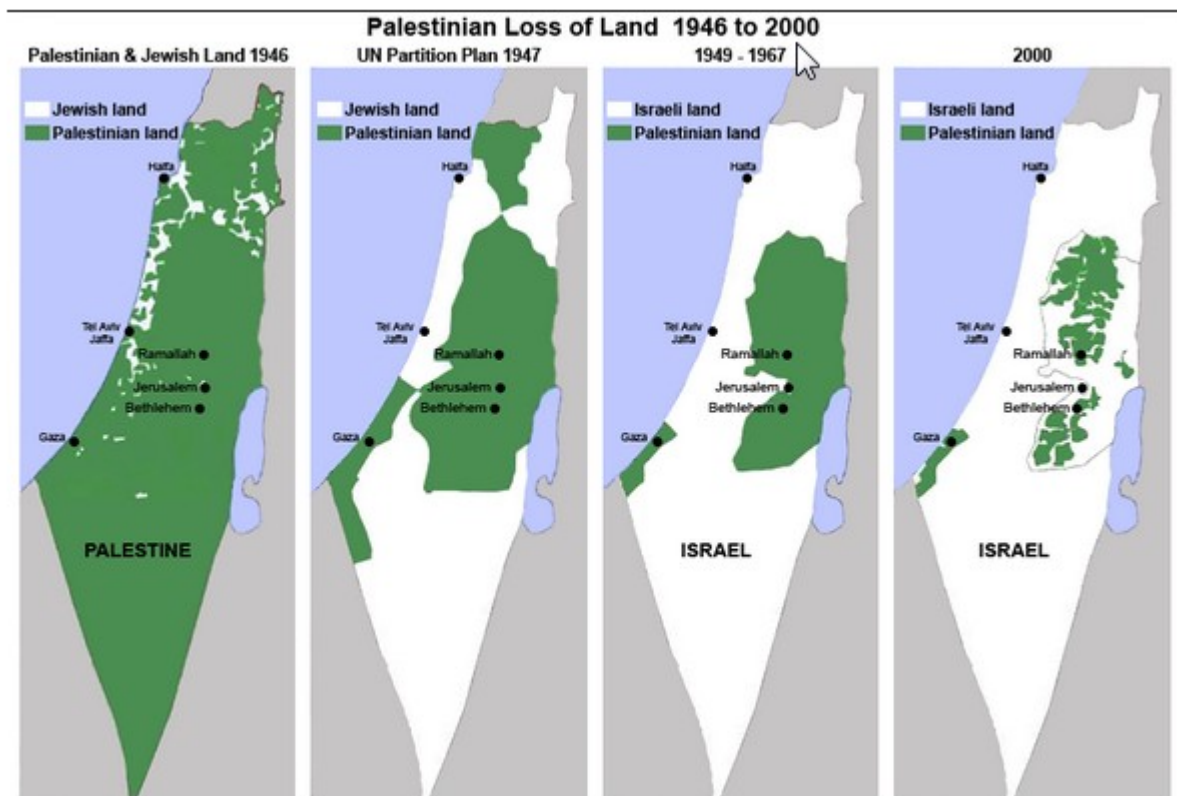 Palestinian Loss of Land 1946 to 2000
Palestinian & Jewish Land 1946
Jewish land
Palestinian land
Haifa
Tel Aviv
Jaffa
Ramallah
Jerusalem
Bethlehem
Gaza
PALESTINE
UN Partition Plan 1947
Jewish land
Palestinian land
Haifa
Tel Aviv
Jaffa
Ramallah
Jerusalem
Bethlehem
Gaza
1949 - 1967
Israeli land
Palestinian land
Haifa
Tel Aviv
Jaffa
Ramallah
Jerusalem
Bethlehem
Gaza
ISRAEL
2000
Israeli land
Palestinian land
Haifa
Tel Aviv
Jaffa
Ramallah
Jerusalem
Bethlehem
Gaza
ISRAEL